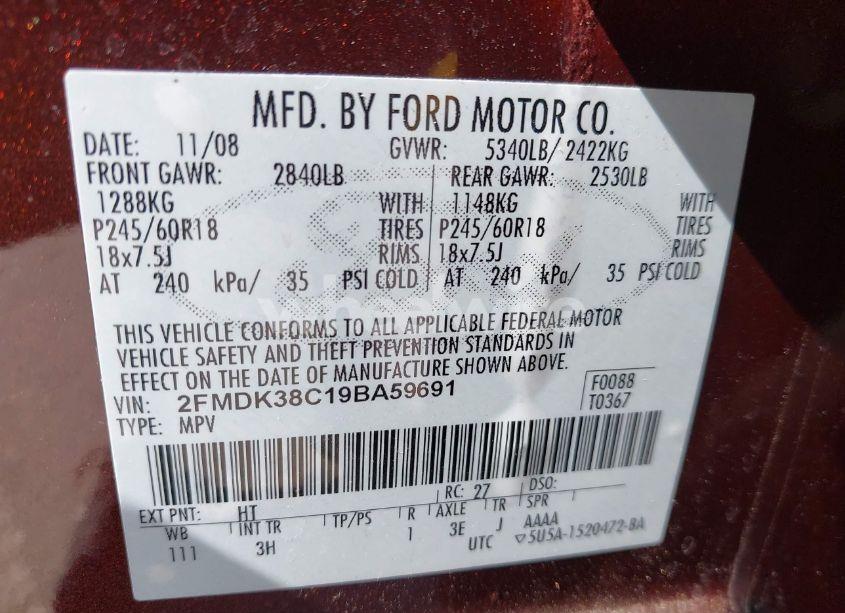 MFD. BY FORD MOTOR CO.
DATE: 11/08 GVWR: 5340LB/ 2422KG
FRONT GAWR: 2840LB REAR GAWR: 2530LB
1288KG WITH 1148KG WITH
P245/60R18 TIRES P245/60R18 TIRES
18x7.5J RIMS 18x7.5J RIMS
AT 240 kPa/ 35 PSI COLD AT 240 kPa/ 35 PSI COLD
THIS VEHICLE CONFORMS TO ALL APPLICABLE FEDERAL MOTOR
VEHICLE SAFETY AND THEFT PREVENTION STANDARDS IN
EFFECT ON THE DATE OF MANUFACTURE SHOWN ABOVE.
VIN: 2FMDK38C19BA59691 F0088
TYPE: MPV T0367
EXT PNT: HT RC: 27 DSO:
WB INT TR TP/PS R AXLE TR SPR
111 3H 1 3E J AAAA
UTC ▽5U5A-1520472-BA